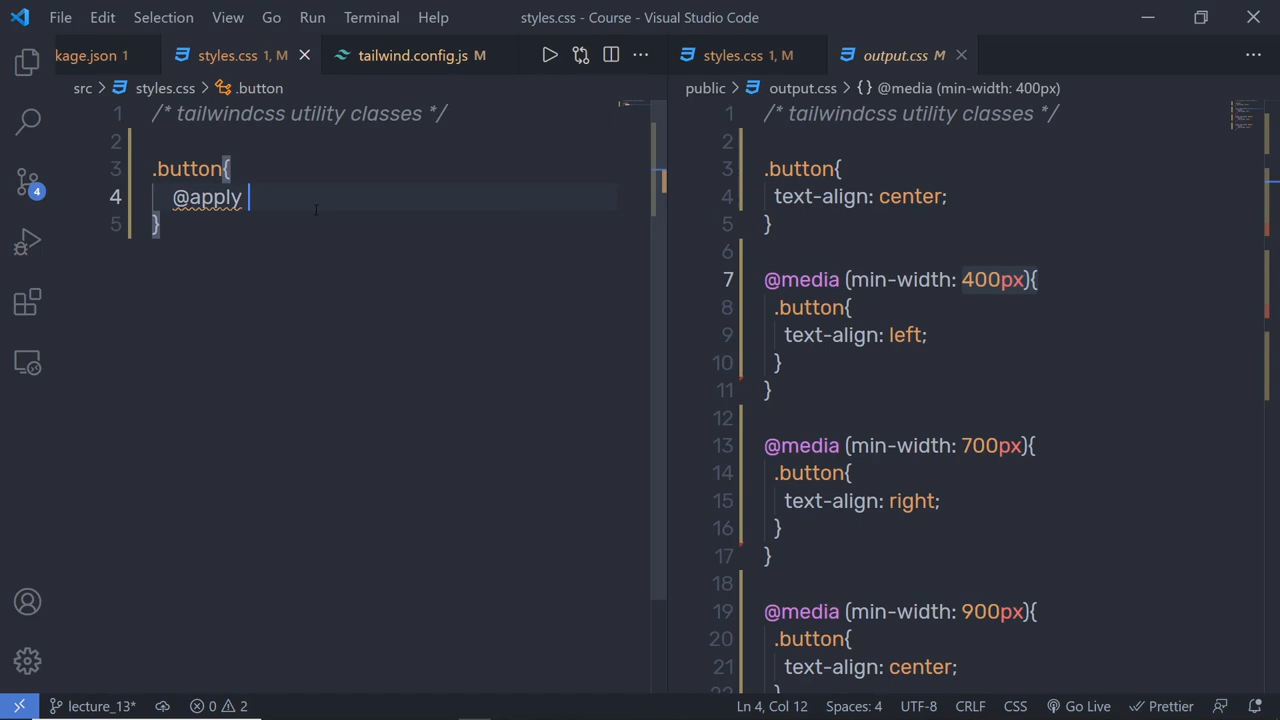 File Edit Selection View Go Run Terminal Help styles.css - Course - Visual Studio Code
kage.json 1 styles.css 1, M tailwind.config.js M ··· styles.css 1, M output.css M ···
src > styles.css > .button public > output.css > {} @media (min-width: 400px)
1 /* tailwindcss utility classes */
2
3 .button{
4 @apply
5 }
1 /* tailwindcss utility classes */
2
3 .button{
4 text-align: center;
5 }
6
7 @media (min-width: 400px){
8 .button{
9 text-align: left;
10 }
11 }
12
13 @media (min-width: 700px){
14 .button{
15 text-align: right;
16 }
17 }
18
19 @media (min-width: 900px){
20 .button{
21 text-align: center;
22 }
4
lecture_13* 0 2 Ln 4, Col 12 Spaces: 4 UTF-8 CRLF CSS Go Live Prettier